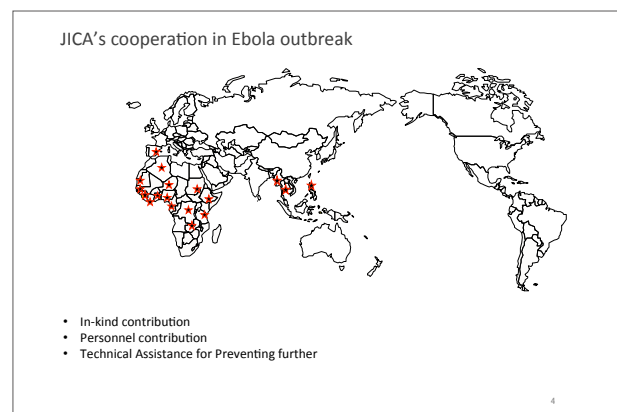 JICA's cooperation in Ebola outbreak
• In-kind contribution
• Personnel contribution
• Technical Assistance for Preventing further
4